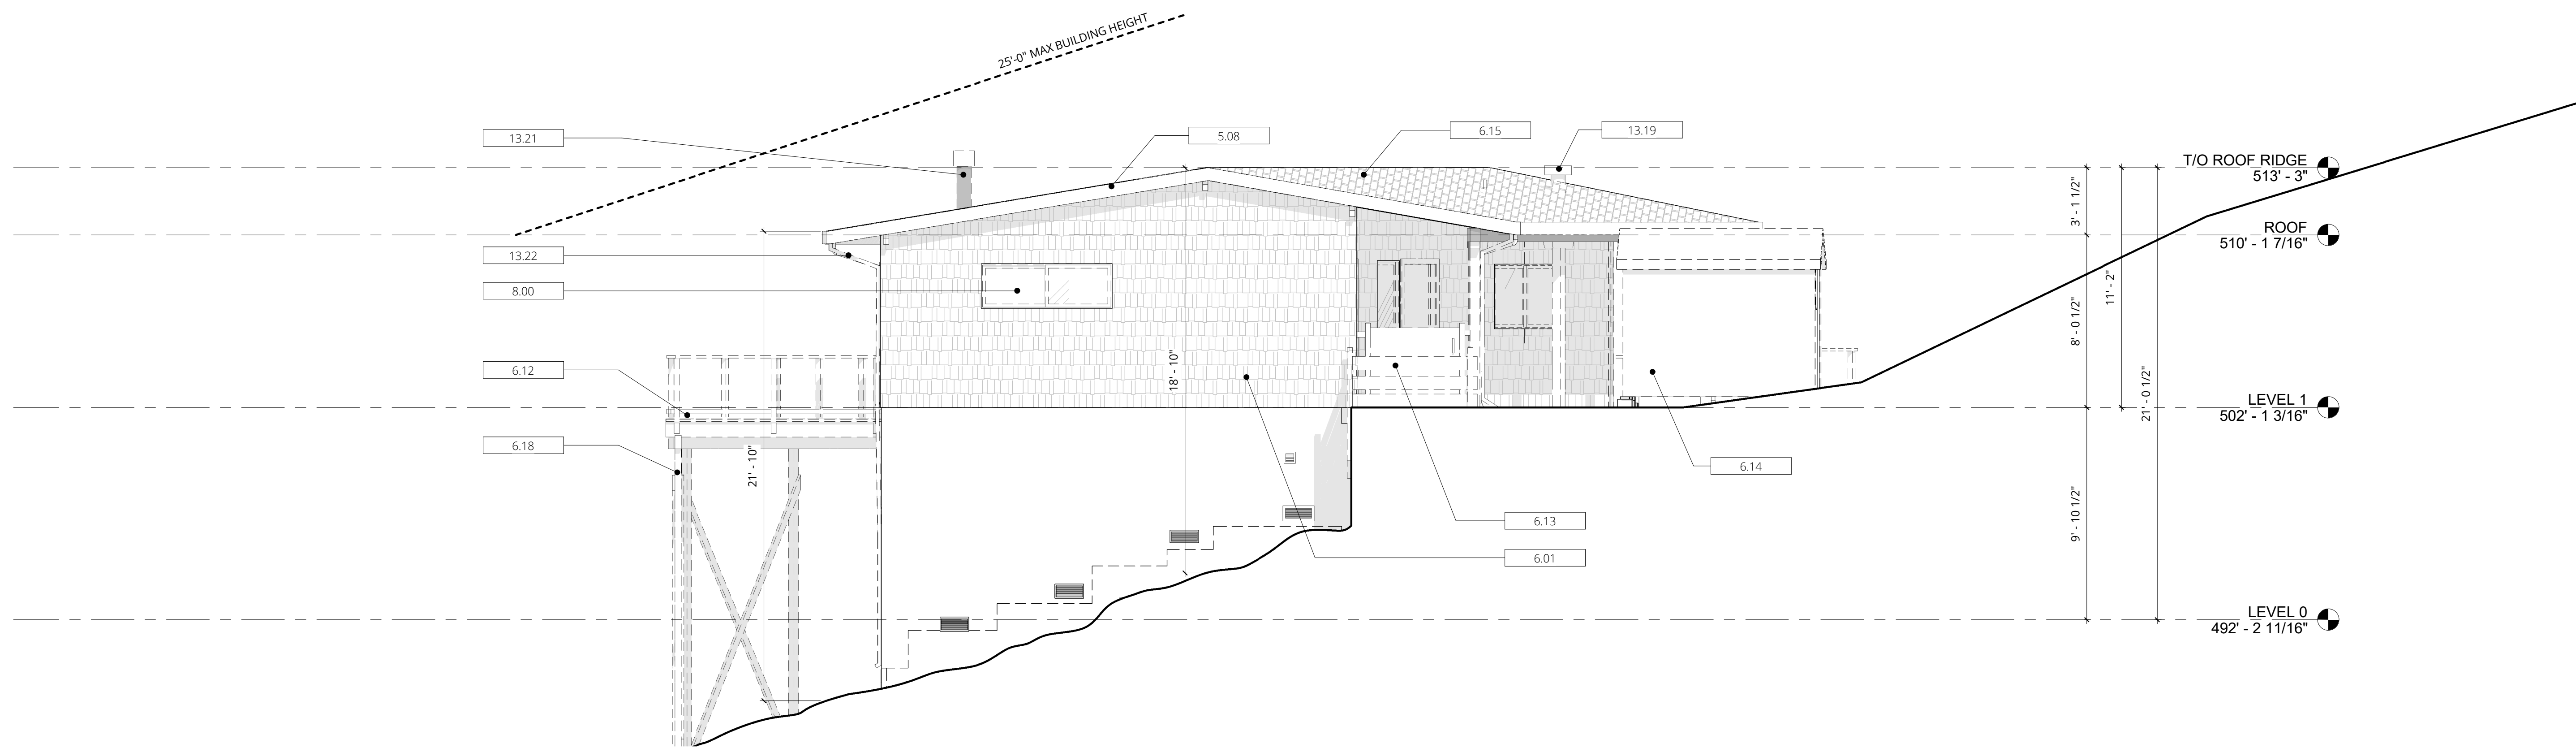 25'-0" MAX BUILDING HEIGHT
13.21
5.08
6.15
13.19
T/O ROOF RIDGE
513' - 3"
3' - 1 1/2"
ROOF
510' - 1 7/16"
13.22
8.00
11' - 2"
8' - 0 1/2"
6.12
18' - 10"
21' - 0 1/2"
LEVEL 1
502' - 1 3/16"
6.18
21' - 10"
6.14
6.13
9' - 10 1/2"
6.01
LEVEL 0
492' - 2 11/16"